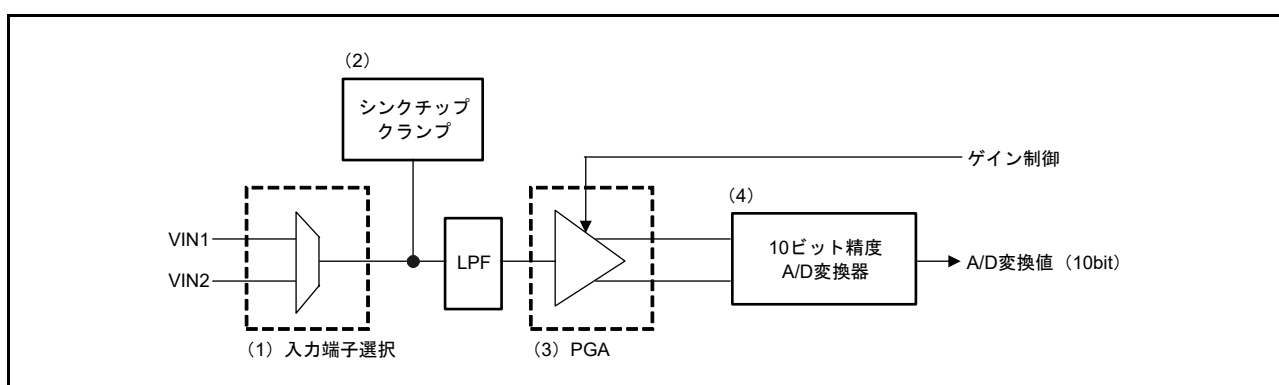 (2)
シンクチップ
クランプ
ゲイン制御
(4)
VIN1
VIN2
LPF
10ビット精度
A/D変換器
A/D変換値（10bit）
(1) 入力端子選択
(3) PGA